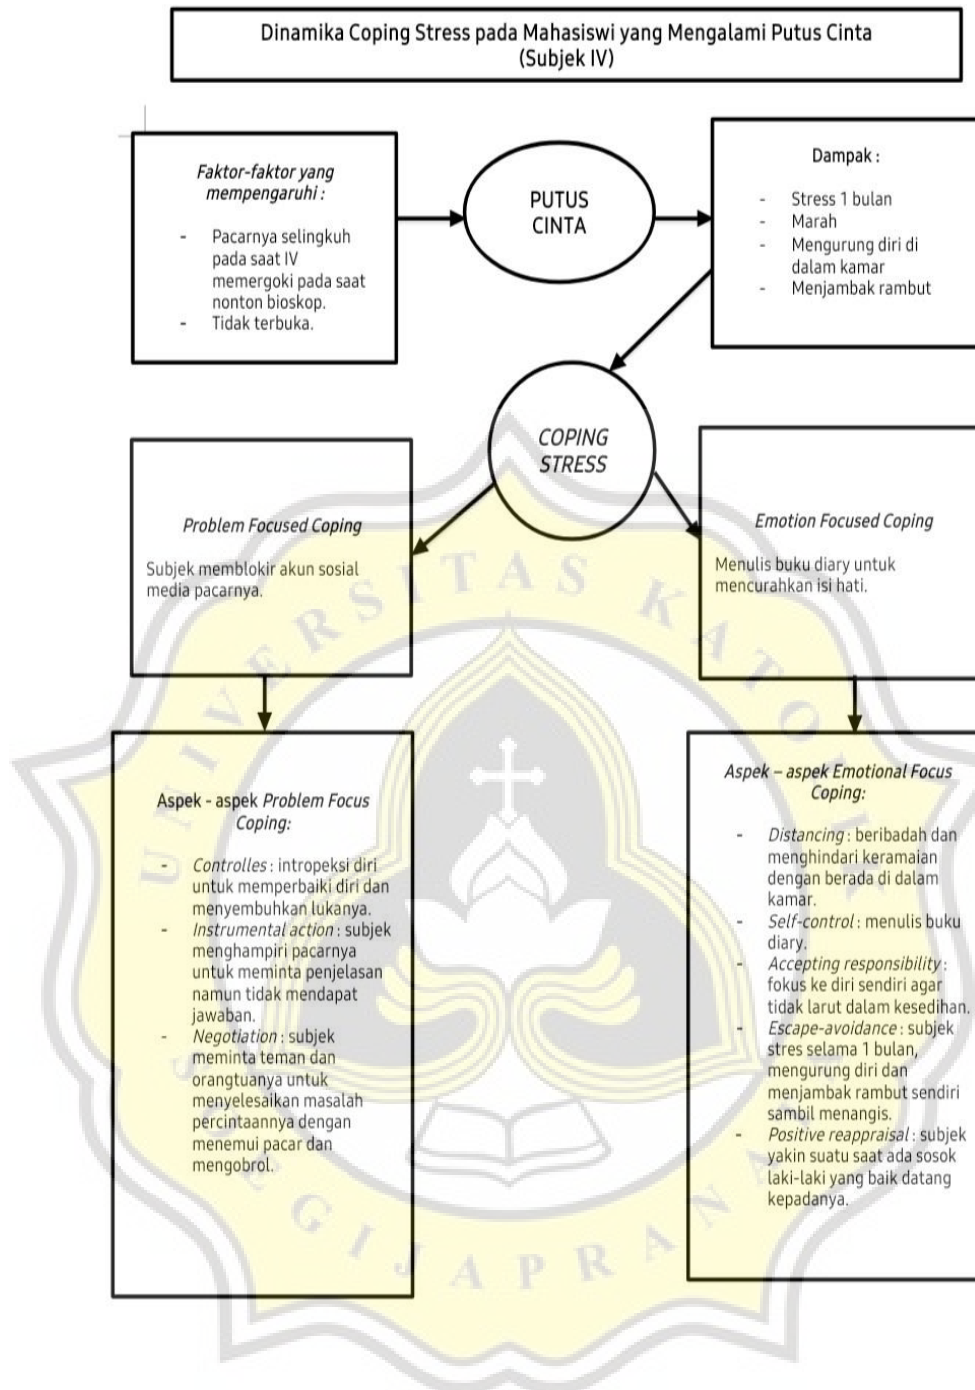 Dinamika Coping Stress pada Mahasiswi yang Mengalami Putus Cinta
(Subjek IV)
Faktor-faktor yang
mempengaruhi :
- Pacarnya selingkuh
pada saat IV
memergoki pada saat
nonton bioskop.
- Tidak terbuka.
PUTUS
CINTA
Dampak :
- Stress 1 bulan
- Marah
- Mengurung diri di
dalam kamar
- Menjambak rambut
COPING
STRESS
Problem Focused Coping
Subjek memblokir akun sosial
media pacarnya.
Emotion Focused Coping
Menulis buku diary untuk
mencurahkan isi hati.
Aspek - aspek Problem Focus
Coping:
- Controlles : intropeksi diri
untuk memperbaiki diri dan
menyembuhkan lukanya.
- Instrumental action : subjek
menghampiri pacarnya
untuk meminta penjelasan
namun tidak mendapat
jawaban.
- Negotiation : subjek
meminta teman dan
orangtuanya untuk
menyelesaikan masalah
percintaannya dengan
menemui pacar dan
mengobrol.
Aspek – aspek Emotional Focus
Coping:
- Distancing : beribadah dan
menghindari keramaian
dengan berada di dalam
kamar.
- Self-control : menulis buku
diary.
- Accepting responsibility :
fokus ke diri sendiri agar
tidak larut dalam kesedihan.
- Escape-avoidance : subjek
stres selama 1 bulan,
mengurung diri dan
menjambak rambut sendiri
sambil menangis.
- Positive reappraisal : subjek
yakin suatu saat ada sosok
laki-laki yang baik datang
kepadanya.
UNIVERSITAS KATOLIK
SOEGIJAPRANATA